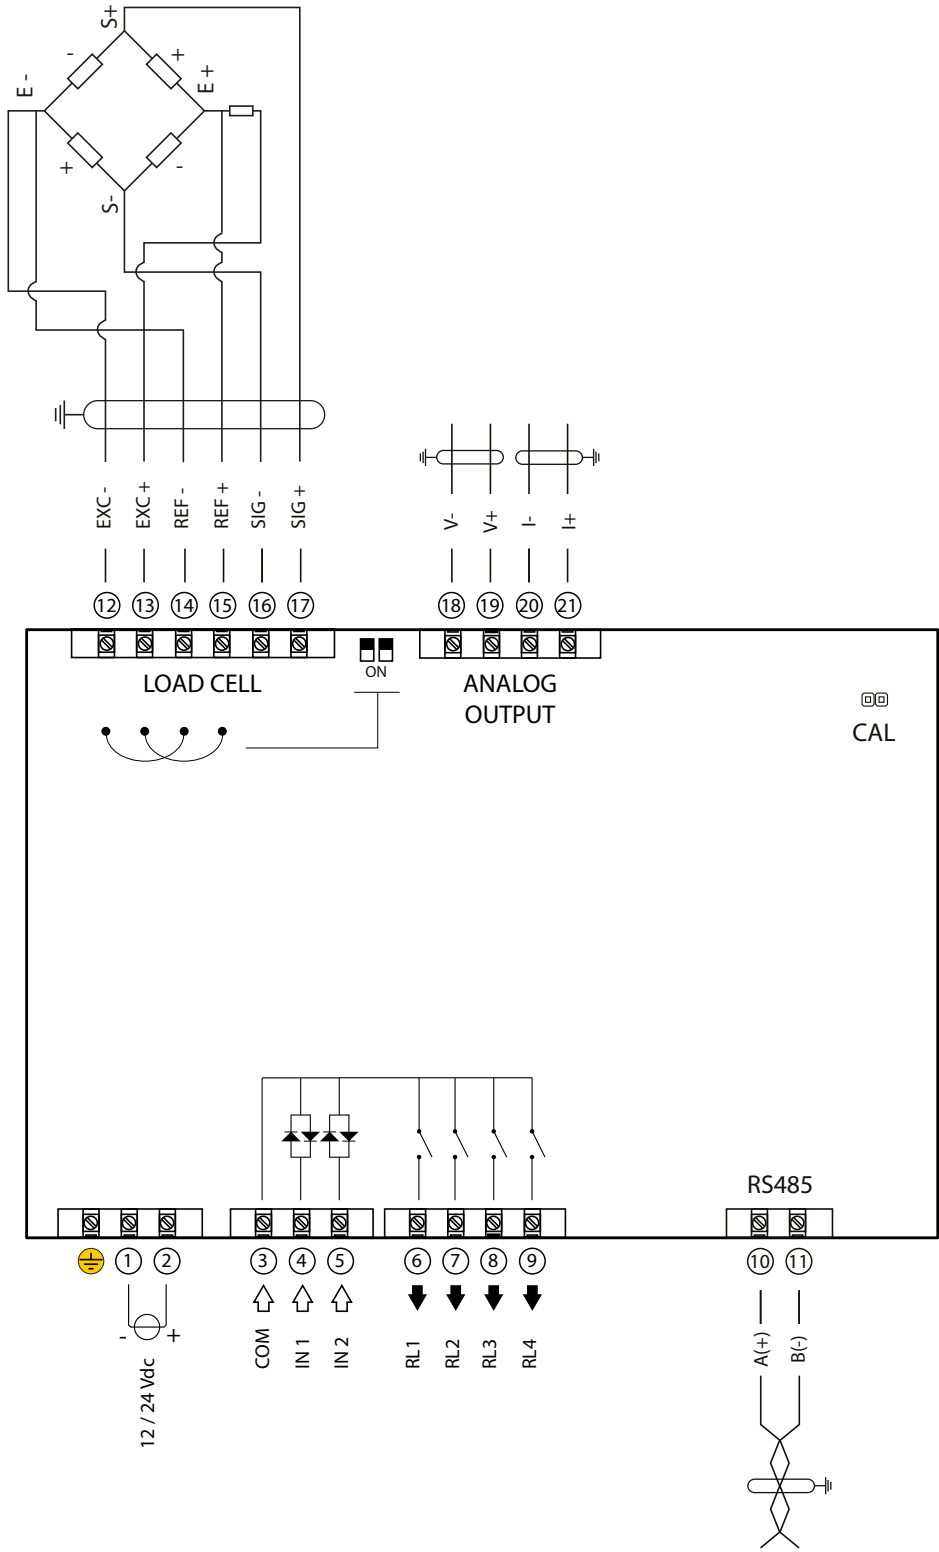 S+
- +
E - E +
+ -
S-
EXC - EXC + REF - REF + SIG - SIG +
V- V+ I- I+
12 13 14 15 16 17 18 19 20 21
ON
LOAD CELL
ANALOG
OUTPUT
CAL
RS485
1 2 3 4 5 6 7 8 9 10 11
- +
12 / 24 Vdc
COM IN 1 IN 2 RL1 RL2 RL3 RL4
A(+) B(-)